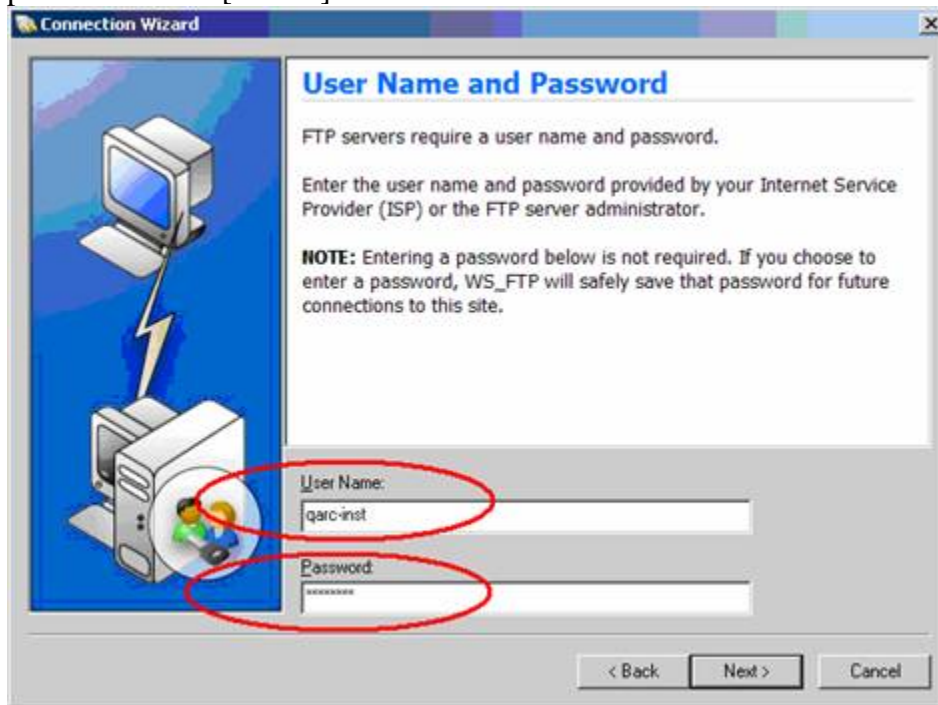 Connection Wizard
User Name and Password
FTP servers require a user name and password.
Enter the user name and password provided by your Internet Service
Provider (ISP) or the FTP server administrator.
NOTE: Entering a password below is not required. If you choose to
enter a password, WS_FTP will safely save that password for future
connections to this site.
User Name:
qarc-inst
Password:
********
< Back
Next >
Cancel